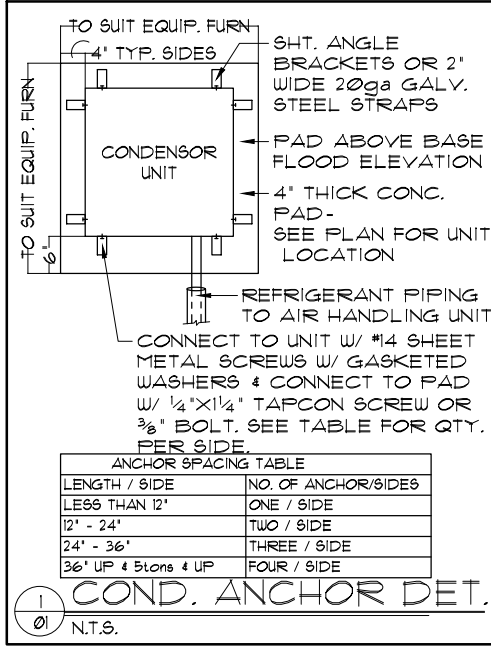 TO SUIT EQUIP. FURN
4" TYP. SIDES
TO SUIT EQUIP. FURN
6"
CONDENSOR
UNIT
SHT. ANGLE
BRACKETS OR 2"
WIDE 20ga GALV.
STEEL STRAPS
PAD ABOVE BASE
FLOOD ELEVATION
4" THICK CONC.
PAD-
SEE PLAN FOR UNIT
LOCATION
REFRIGERANT PIPING
TO AIR HANDLING UNIT
CONNECT TO UNIT W/ #14 SHEET
METAL SCREWS W/ GASKETED
WASHERS & CONNECT TO PAD
W/ 1/4"X1 1/4" TAPCON SCREW OR
3/8" BOLT. SEE TABLE FOR QTY.
PER SIDE.
ANCHOR SPACING TABLE
LENGTH / SIDE NO. OF ANCHOR/SIDES
LESS THAN 12" ONE / SIDE
12" - 24" TWO / SIDE
24" - 36" THREE / SIDE
36" UP & 5tons & UP FOUR / SIDE
1
01
COND. ANCHOR DET.
N.T.S.